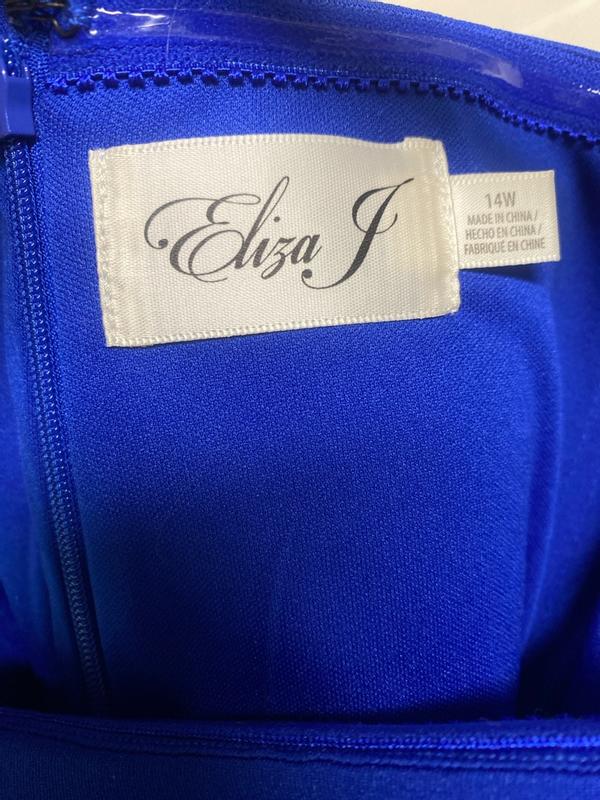 Eliza J
14W
MADE IN CHINA /
HECHO EN CHINA /
FABRIQUÉ EN CHINE